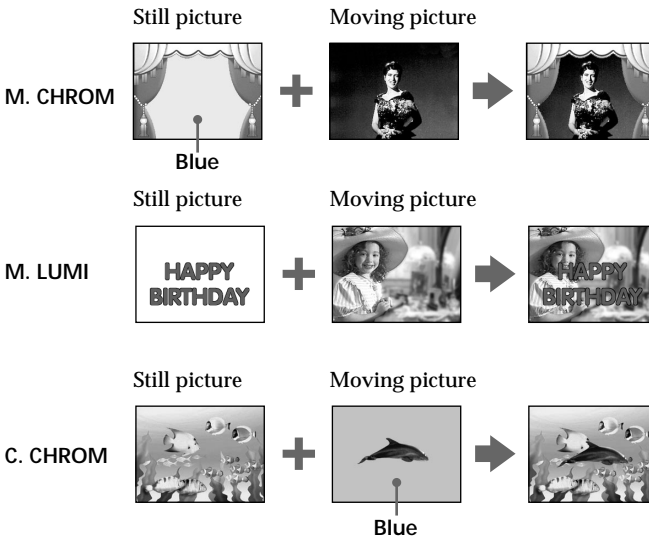 Still picture Moving picture
M. CHROM
Blue
Still picture Moving picture
M. LUMI
HAPPY
BIRTHDAY
HAPPY
BIRTHDAY
Still picture Moving picture
C. CHROM
Blue